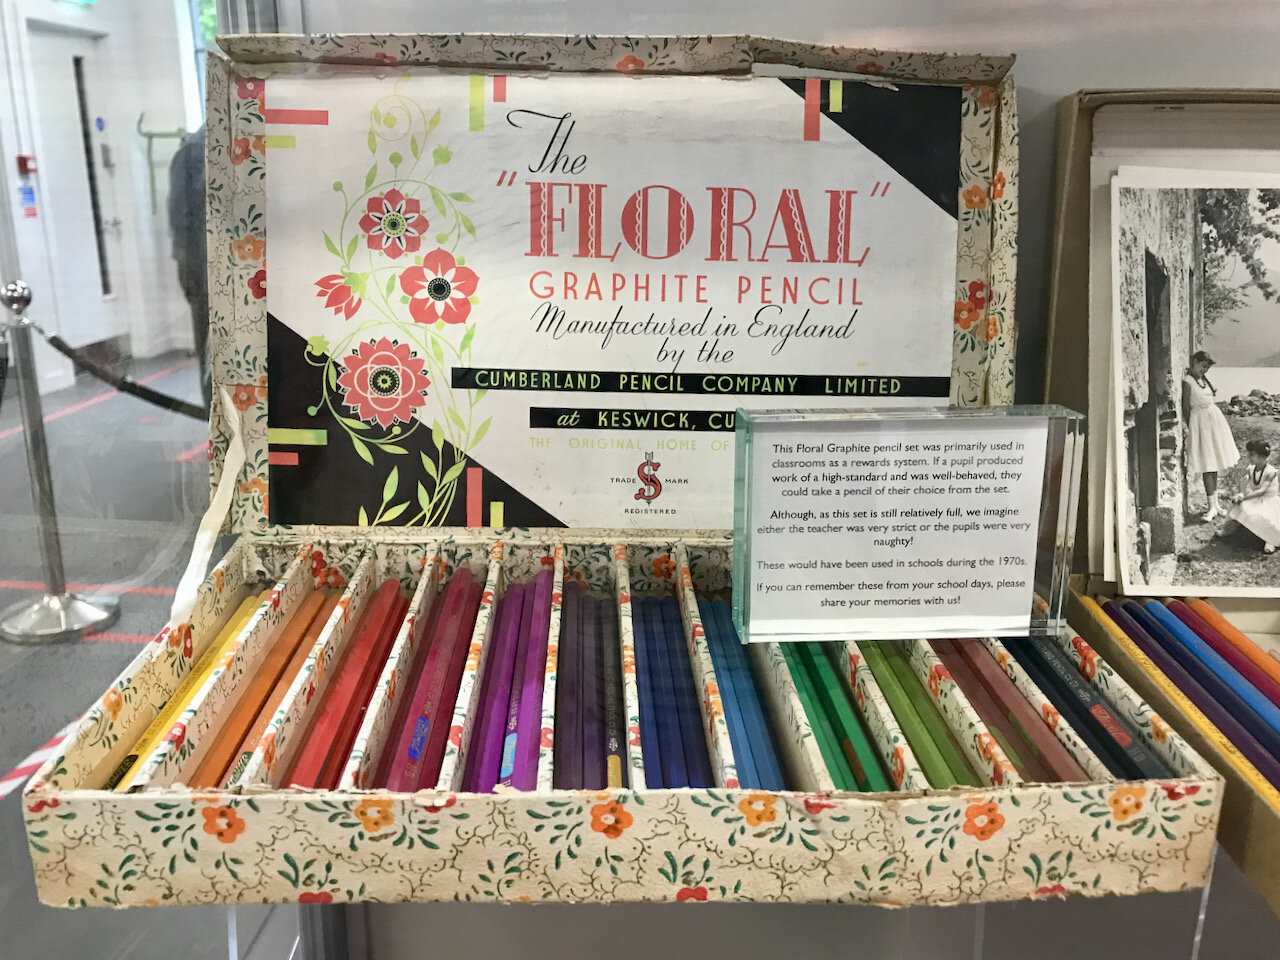 The
"FLORAL"
GRAPHITE PENCIL
Manufactured in England
by the
CUMBERLAND PENCIL COMPANY LIMITED
at KESWICK, CU
THE ORIGINAL HOME OF
TRADE S MARK
REGISTERED
This Floral Graphite pencil set was primarily used in
classrooms as a rewards system. If a pupil produced
work of a high-standard and was well-behaved, they
could take a pencil of their choice from the set.
Although, as this set is still relatively full, we imagine
either the teacher was very strict or the pupils were very
naughty!
These would have been used in schools during the 1970s.
If you can remember these from your school days, please
share your memories with us!